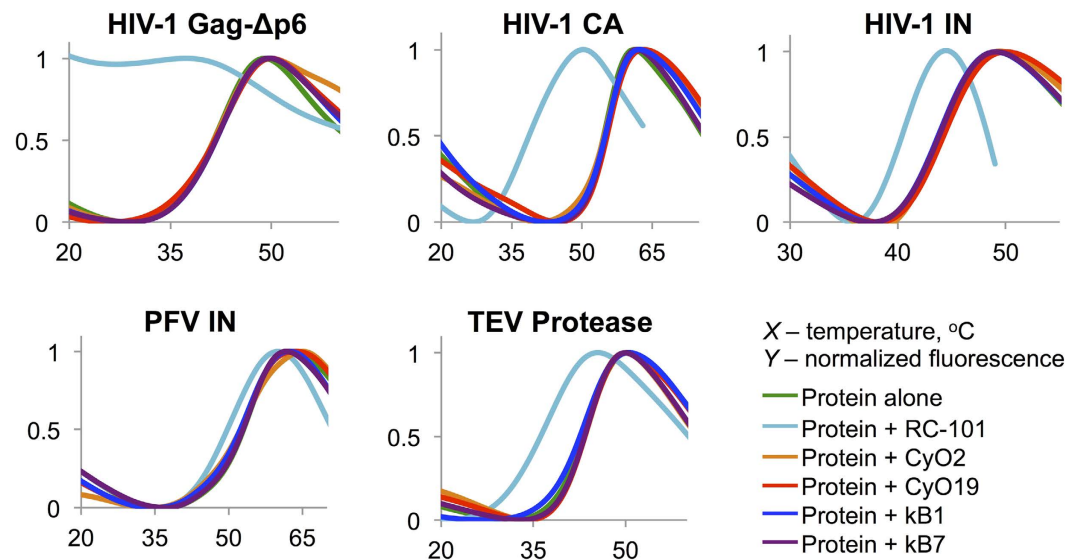 HIV-1 Gag-Δp6
HIV-1 CA
HIV-1 IN
1
0.5
0
20 35 50
1
0.5
0
20 35 50 65
1
0.5
0
30 40 50
PFV IN
TEV Protease
1
0.5
0
20 35 50 65
1
0.5
0
20 35 50
X – temperature, ºC
Y – normalized fluorescence
Protein alone
Protein + RC-101
Protein + CyO2
Protein + CyO19
Protein + kB1
Protein + kB7